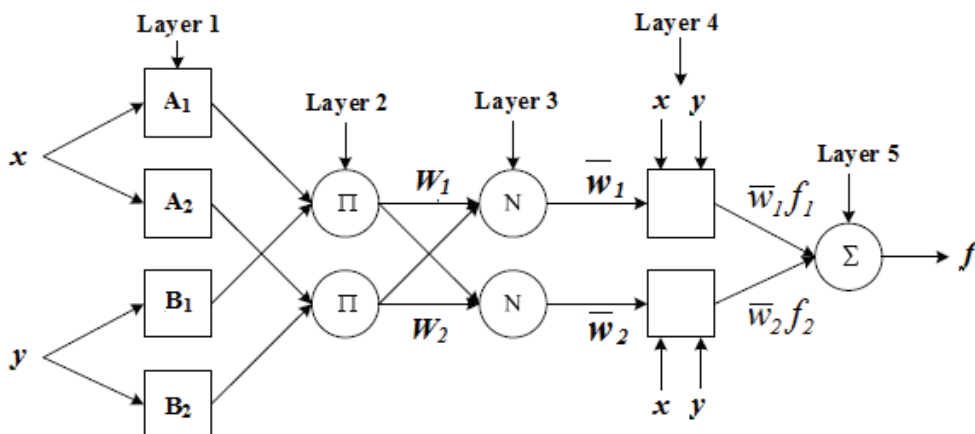 Layer 1
Layer 4
A₁
Layer 2
Layer 3
x y
Layer 5
x
A₂
Π
W₁
N
w̅₁
w̅₁f₁
Σ
f
B₁
Π
W₂
N
w̅₂
w̅₂f₂
y
B₂
x y